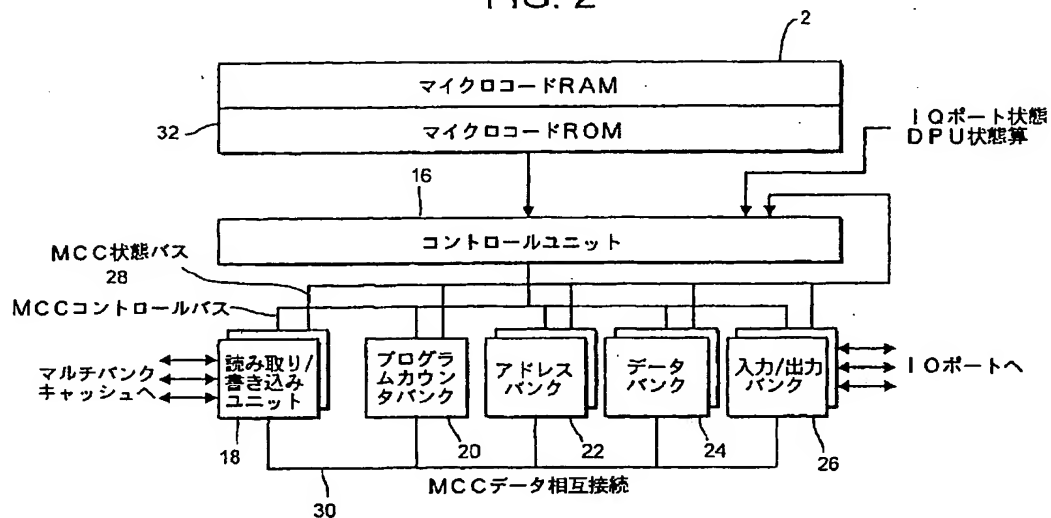 FIG. 2
2
マイクロコードRAM
32
マイクロコードROM
IQポート状態
DPU状態算
16
コントロールユニット
MCC状態バス
28
MCCコントロールバス
マルチバンク
キャッシュへ
読み取り/
書き込み
ユニット
プログラ
ムカウン
タバンク
アドレス
バンク
データ
バンク
入力/出力
バンク
IOポートへ
18
20
22
24
26
30
MCCデータ相互接続